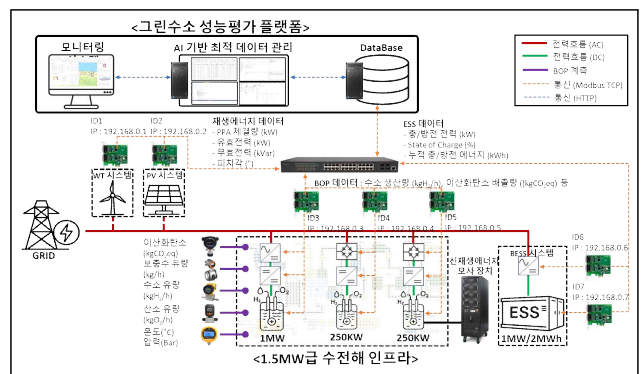 <그린수소 성능평가 플랫폼>
모니터링
AI 기반 최적 데이터 관리
DataBase
전력흐름 (AC)
전력흐름 (DC)
BOP 계측
통신 (Modbus TCP)
통신 (HTTP)
ID1
IP : 192.168.0.1
ID2
IP : 192.168.0.2
재생에너지 데이터
- PPA 체결량 (kW)
- 유효전력 (kW)
- 무효전력 (kVar)
- 피치각 (°)
ESS 데이터
- 충/방전 전력 (kW)
- State of Charge (%)
- 누적 충/방전 에너지 (kWh)
WT 시스템
PV 시스템
BOP 데이터 : 수소 생산량 (kgH₂/h), 이산화탄소 배출량 ((kgCO₂eq) 등
ID3
IP : 192.168.0.3
ID4
IP : 192.168.0.4
ID5
IP : 192.168.0.5
GRID
이산화탄소
(kgCO₂eq)
보충수 유량
(kg/h)
수소 유량
(kgH₂/h)
산소 유량
(kgO₂/h)
온도(°C)
압력(Bar)
H₂
O₂
1MW
H₂
O₂
250KW
H₂
O₂
250KW
신재생에너지
모사 장치
BESS 시스템
ID6
IP : 192.168.0.6
ID7
IP : 192.168.0.7
ESS
1MW/2MWh
<1.5MW급 수전해 인프라>